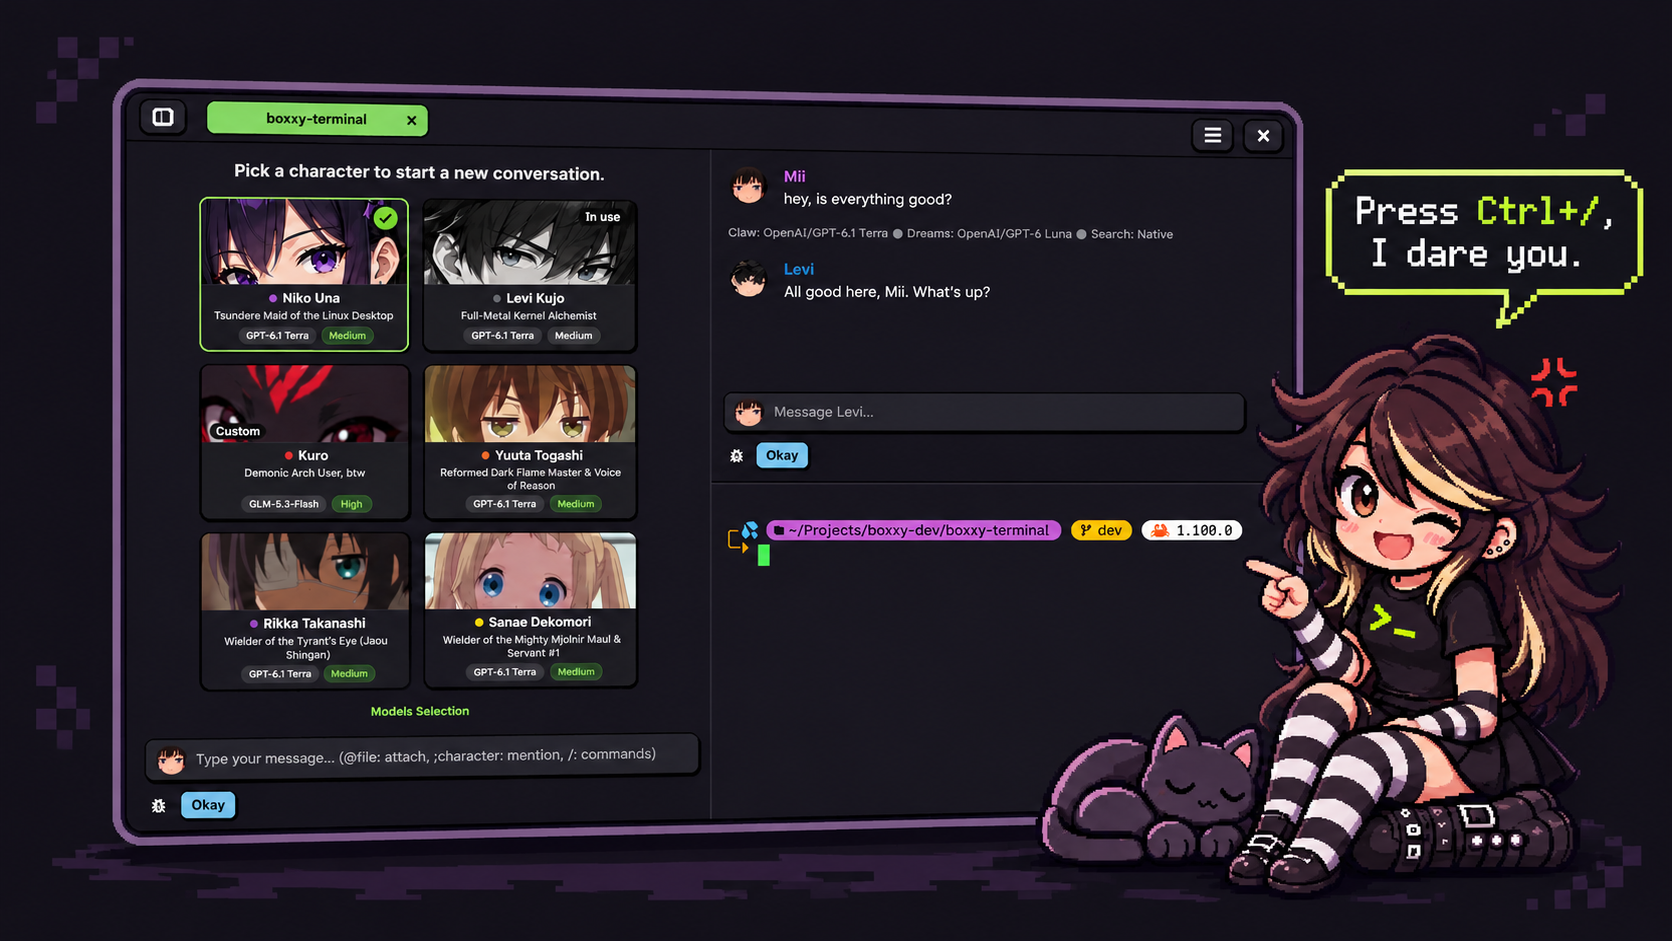 boxxy-terminal
Pick a character to start a new conversation.
Niko Una
Tsundere Maid of the Linux Desktop
GPT-6.1 Terra Medium
In use
Levi Kujo
Full-Metal Kernel Alchemist
GPT-6.1 Terra Medium
Custom
Kuro
Demonic Arch User, btw
GLM-5.3-Flash High
Yuuta Togashi
Reformed Dark Flame Master & Voice
of Reason
GPT-6.1 Terra Medium
Rikka Takanashi
Wielder of the Tyrant's Eye (Jaou
Shingan)
GPT-6.1 Terra Medium
Sanae Dekomori
Wielder of the Mighty Mjolnir Maul &
Servant #1
GPT-6.1 Terra Medium
Models Selection
Type your message... (@file: attach, ;character: mention, /: commands)
Okay
Mii
hey, is everything good?
Claw: OpenAI/GPT-6.1 Terra ● Dreams: OpenAI/GPT-6 Luna ● Search: Native
Levi
All good here, Mii. What's up?
Message Levi...
Okay
~/Projects/boxxy-dev/boxxy-terminal dev 1.100.0
Press Ctrl+/,
I dare you.
>_